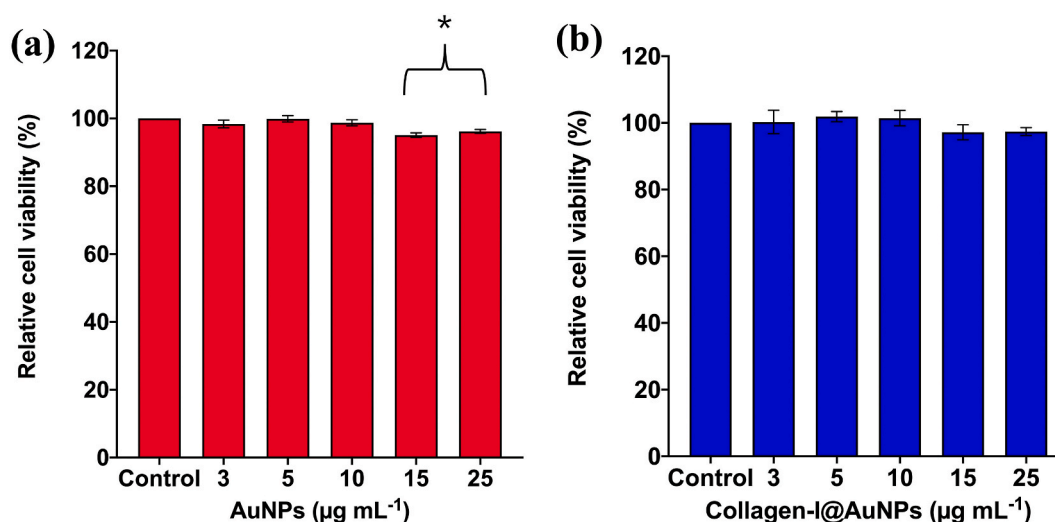 (a)
*
Relative cell viability (%)
120
100
80
60
40
20
0
Control 3 5 10 15 25
AuNPs (µg mL⁻¹)
(b)
Relative cell viability (%)
120
100
80
60
40
20
0
Control 3 5 10 15 25
Collagen-I@AuNPs (µg mL⁻¹)